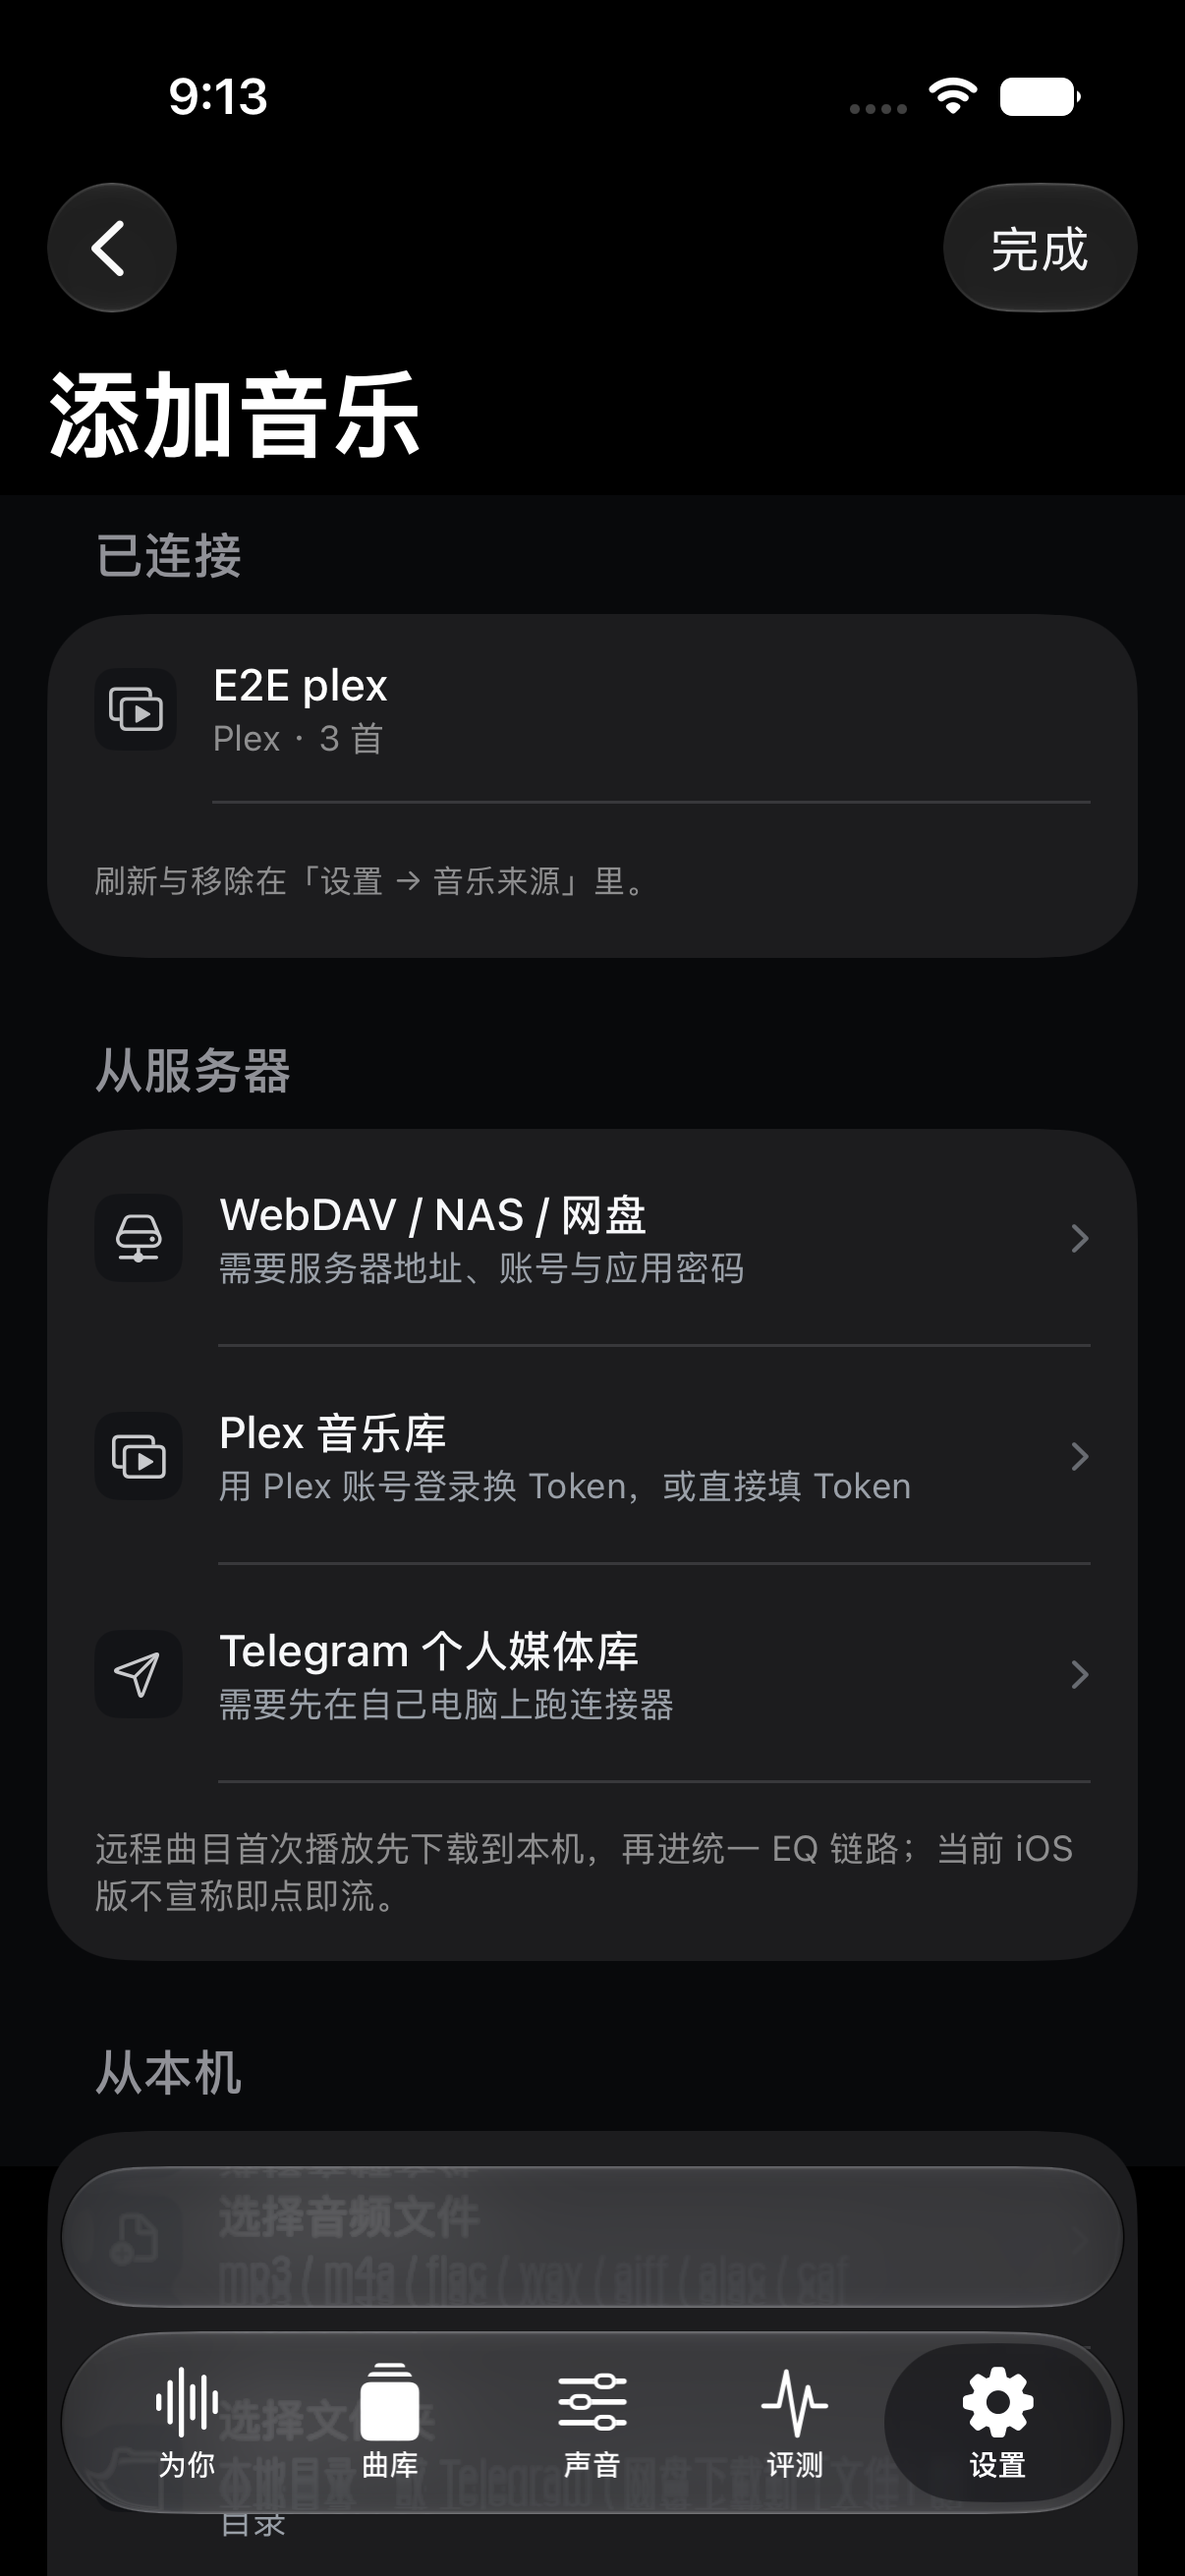 9:13
完成
添加音乐
已连接
E2E plex
Plex · 3 首
刷新与移除在「设置 → 音乐来源」里。
从服务器
WebDAV / NAS / 网盘
需要服务器地址、账号与应用密码
Plex 音乐库
用 Plex 账号登录换 Token，或直接填 Token
Telegram 个人媒体库
需要先在自己电脑上跑连接器
远程曲目首次播放先下载到本机，再进统一 EQ 链路；当前 iOS
版不宣称即点即流。
从本机
选择音频文件
mp3 / m4a / flac / wav / aiff / alac / caf
为你
曲库
声音
评测
设置
目录